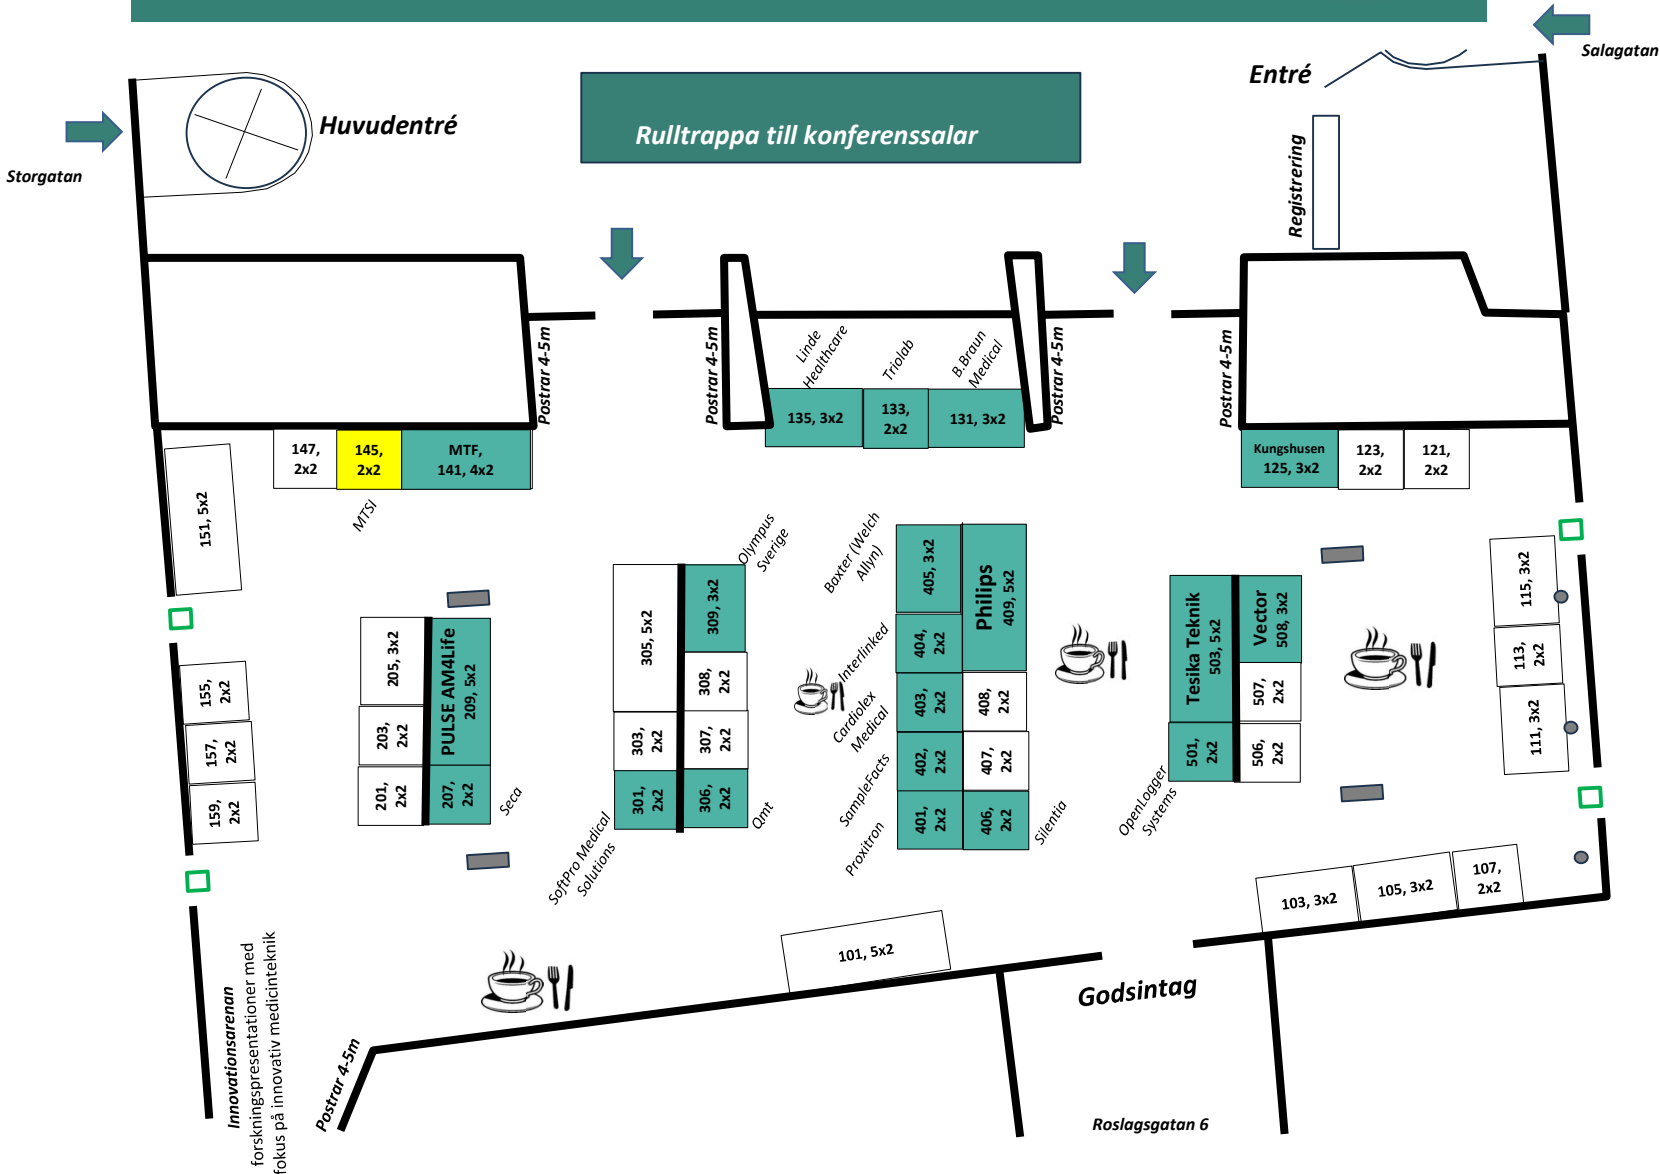 Salagatan
Entré
Huvudentré
Rulltrappa till konferenssalar
Registrering
Storgatan
Postrar 4-5m
Postrar 4-5m
Linde
Healthcare
Triolab
B.Braun
Medical
Postrar 4-5m
Postrar 4-5m
135, 3x2
133,
2x2
131, 3x2
147,
2x2
145,
2x2
MTF,
141, 4x2
Kungshusen
125, 3x2
123,
2x2
121,
2x2
MTSI
151, 5x2
Olympus
Sverige
Baxter (Welch
Allyn)
405, 3x2
Philips
409, 5x2
115, 3x2
305, 5x2
309, 3x2
Tesika Teknik
503, 5x2
Vector
508, 3x2
205, 3x2
PULSE AM4Life
209, 5x2
404,
2x2
Interlinked
113,
2x2
155,
2x2
308,
2x2
403,
2x2
408,
2x2
Cardiolex
Medical
507,
2x2
111, 3x2
157,
2x2
203,
2x2
303,
2x2
307,
2x2
402,
2x2
407,
2x2
SampleFacts
501,
2x2
506,
2x2
159,
2x2
201,
2x2
207,
2x2
Seca
301,
2x2
306,
2x2
Qmt
401,
2x2
406,
2x2
Proxitron
Silentia
OpenLogger
Systems
SoftPro Medical
Solutions
103, 3x2
105, 3x2
107,
2x2
101, 5x2
Godsintag
Innovationsarenan
forskningspresentationer med
fokus på innovativ medicinteknik
Postrar 4-5m
Roslagsgatan 6